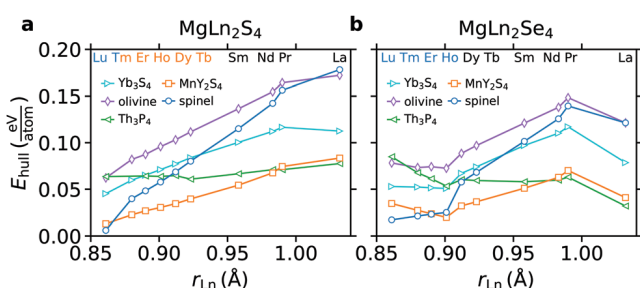 a MgLn₂S₄ b MgLn₂Se₄
0.20 Lu Tm Er Ho Dy Tb Sm Nd Pr La Lu Tm Er Ho Dy Tb Sm Nd Pr La
Yb₃S₄ MnY₂S₄ Yb₃S₄ MnY₂S₄
0.15 olivine spinel olivine spinel
Th₃P₄ Th₃P₄
0.10
0.05
0.00
E_hull (eV/atom)
0.85 0.90 0.95 1.00 0.85 0.90 0.95 1.00
r_Ln (Å) r_Ln (Å)